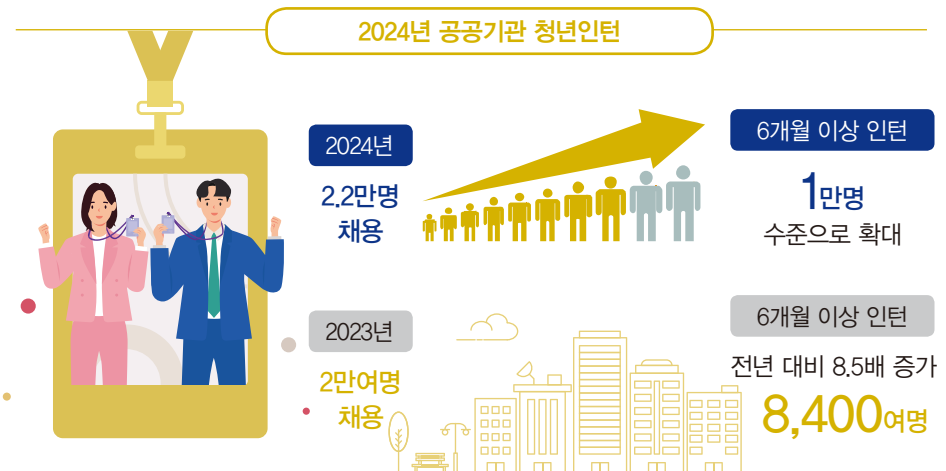 2024년 공공기관 청년인턴
2024년
2.2만명
채용
6개월 이상 인턴
1만명
수준으로 확대
2023년
2만여명
채용
6개월 이상 인턴
전년 대비 8.5배 증가
8,400여명